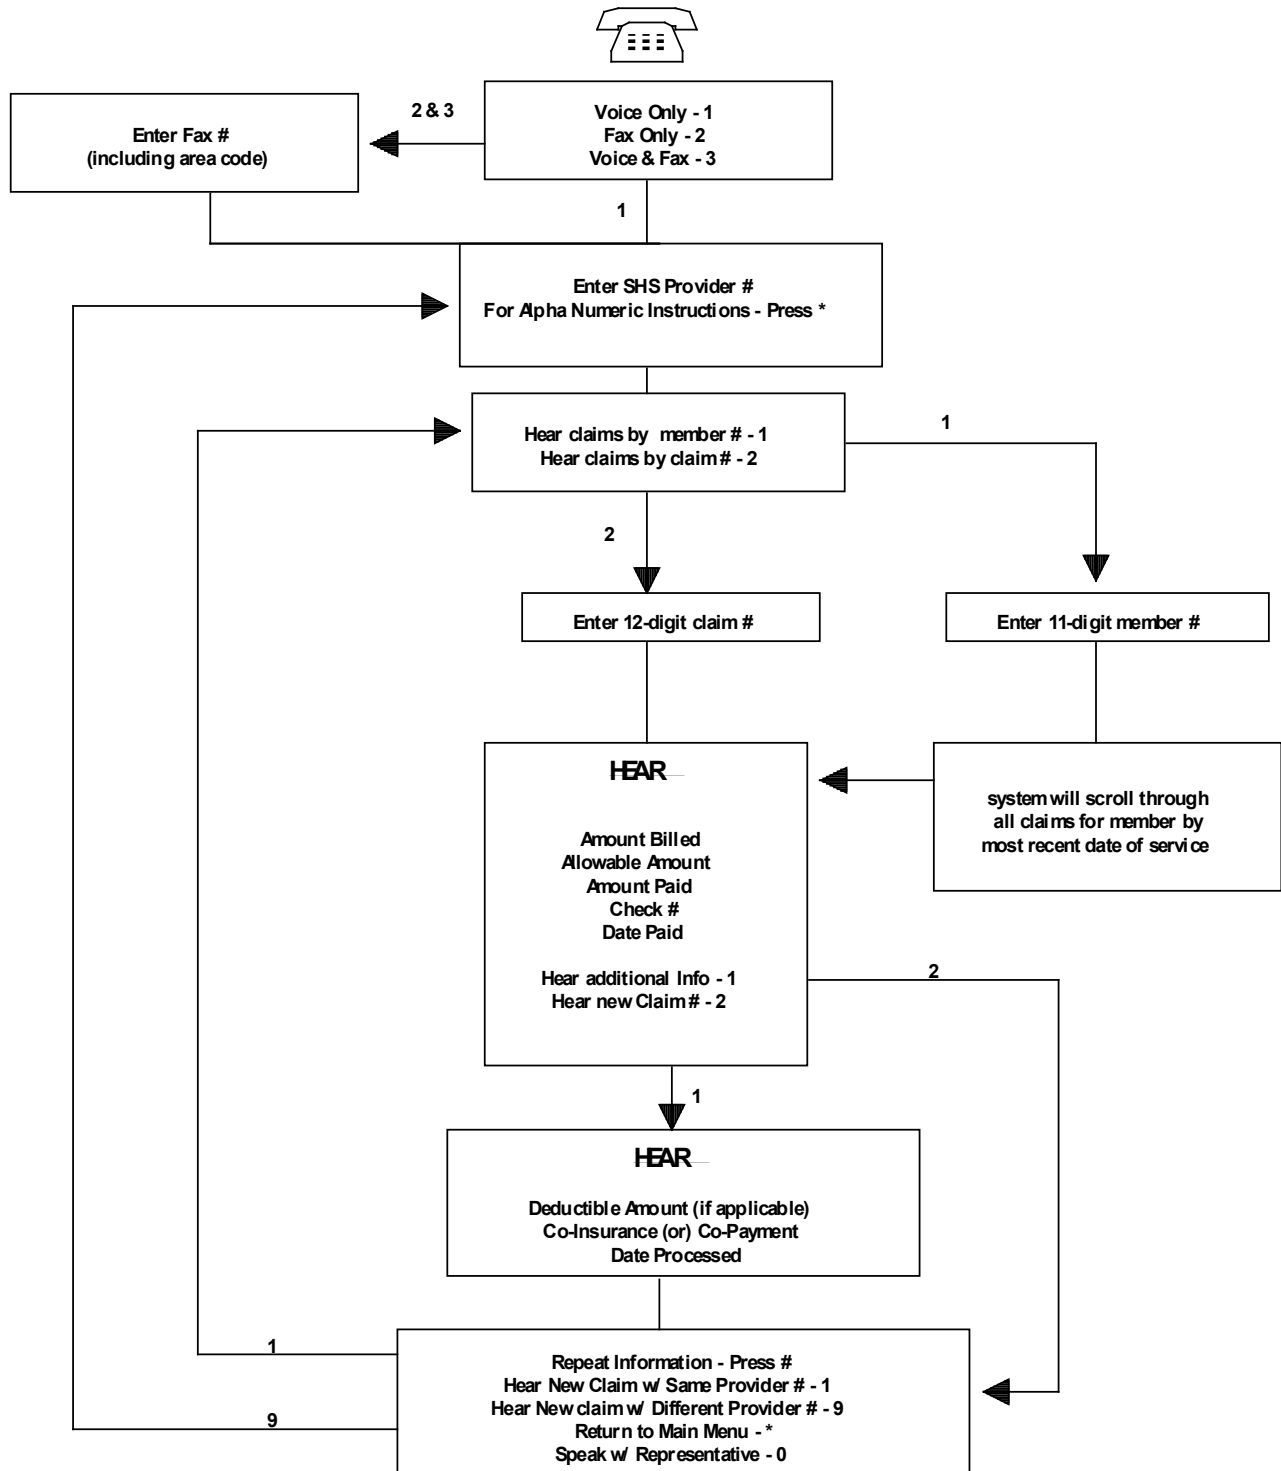 Voice Only - 1
Fax Only - 2
Voice & Fax - 3
2 & 3
Enter Fax #
(including area code)
1
Enter SHS Provider #
For Alpha Numeric Instructions - Press *
Hear claims by member # - 1
Hear claims by claim # - 2
1
2
Enter 12-digit claim #
Enter 11-digit member #
HEAR
Amount Billed
Allowable Amount
Amount Paid
Check #
Date Paid
Hear additional Info - 1
Hear new Claim # - 2
system will scroll through
all claims for member by
most recent date of service
2
1
HEAR
Deductible Amount (if applicable)
Co-Insurance (or) Co-Payment
Date Processed
1
9
Repeat Information - Press #
Hear New Claim w/ Same Provider # - 1
Hear New claim w/ Different Provider # - 9
Return to Main Menu - *
Speak w/ Representative - 0